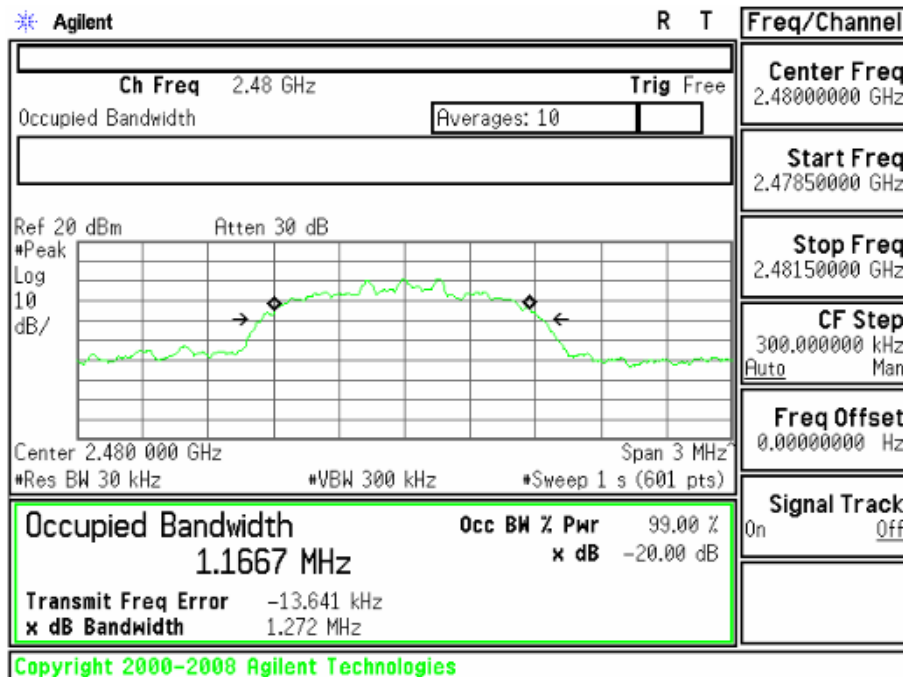 Agilent R T
Freq/Channel
Ch Freq 2.48 GHz Trig Free
Occupied Bandwidth Averages: 10
Center Freq
2.48000000 GHz
Start Freq
2.47850000 GHz
Stop Freq
2.48150000 GHz
CF Step
300.000000 kHz
Auto Man
Freq Offset
0.00000000 Hz
Signal Track
On Off
Ref 20 dBm Atten 30 dB
#Peak
Log
10
dB/
Center 2.480 000 GHz Span 3 MHz^
#Res BW 30 kHz #VBW 300 kHz #Sweep 1 s (601 pts)
Occupied Bandwidth Occ BW % Pwr 99.00 %
1.1667 MHz x dB -20.00 dB
Transmit Freq Error -13.641 kHz
x dB Bandwidth 1.272 MHz
Copyright 2000-2008 Agilent Technologies